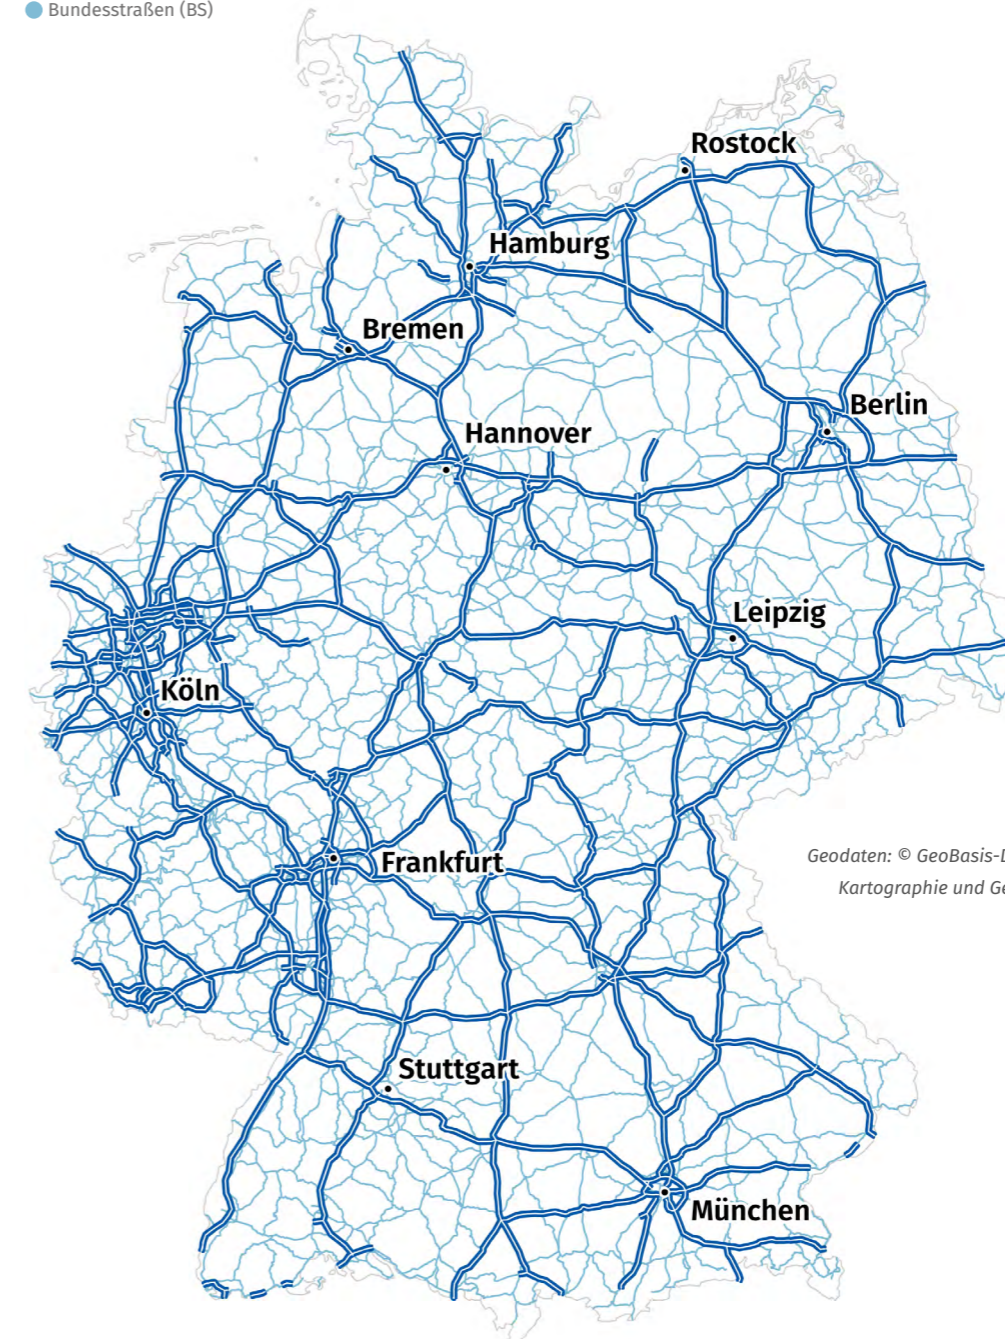 Bundesstraßen (BS)
Rostock
Hamburg
Bremen
Berlin
Hannover
Leipzig
Köln
Geodaten: © GeoBasis-
Frankfurt
Kartographie und
Stuttgart
München